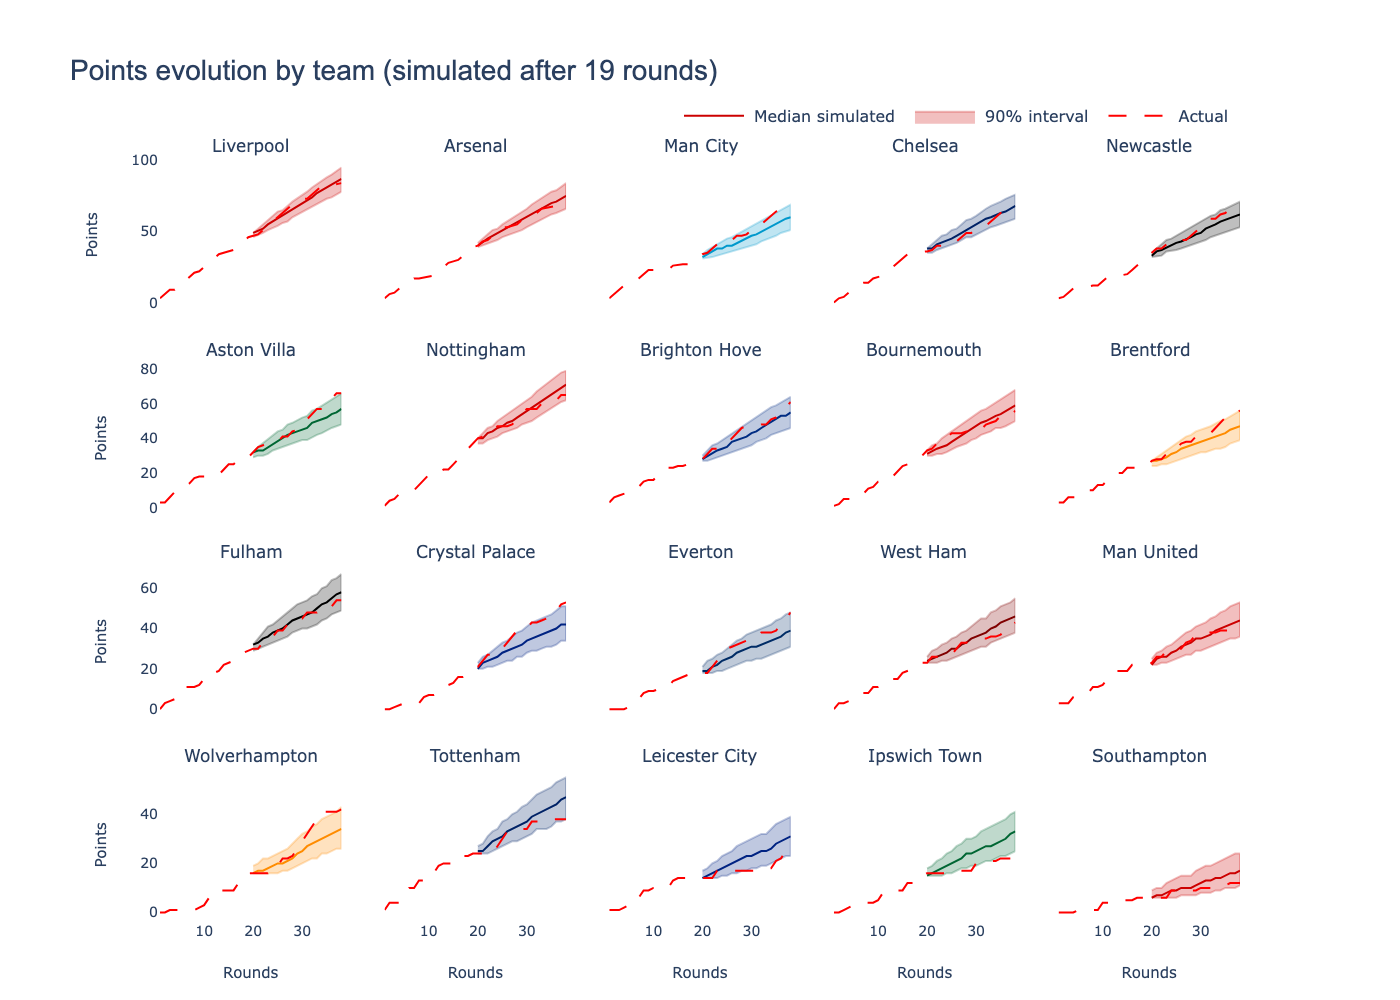 Points evolution by team (simulated after 19 rounds)
Median simulated 90% interval Actual
Liverpool Arsenal Man City Chelsea Newcastle
100
50
0
Points
Aston Villa Nottingham Brighton Hove Bournemouth Brentford
80
60
40
20
0
Points
Fulham Crystal Palace Everton West Ham Man United
60
40
20
0
Points
Wolverhampton Tottenham Leicester City Ipswich Town Southampton
40
20
0
Points
10 20 30 10 20 30 10 20 30 10 20 30 10 20 30
Rounds Rounds Rounds Rounds Rounds